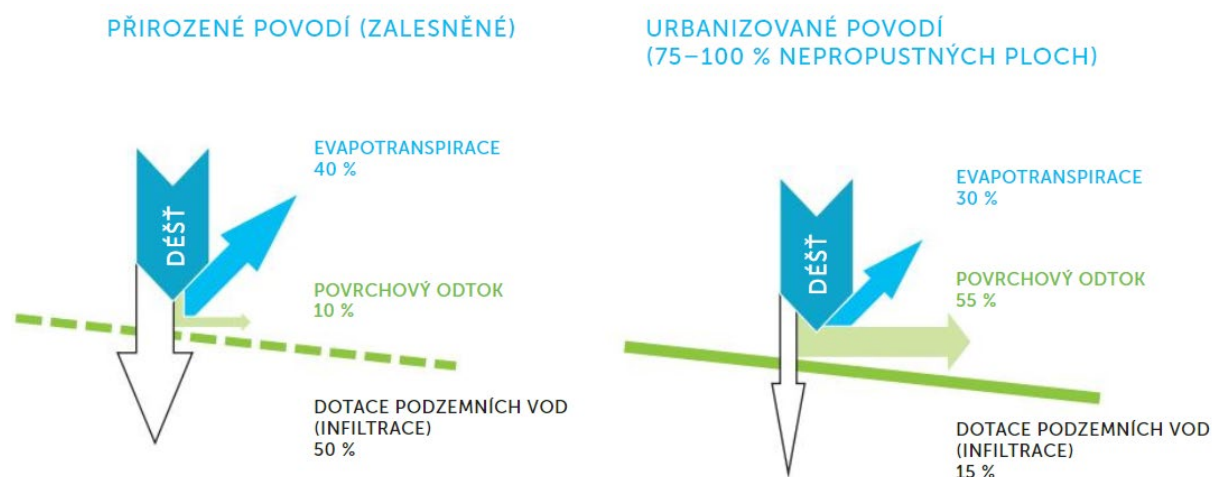 PŘIROZENÉ POVODÍ (ZALESNĚNÉ)
DÉŠŤ
EVAPOTRANSPIRACE
40 %
POVRCHOVÝ ODTOK
10 %
DOTACE PODZEMNÍCH VOD
(INFILTRACE)
50 %
URBANIZOVANÉ POVODÍ
(75–100 % NEPROPUSTNÝCH PLOCH)
DÉŠŤ
EVAPOTRANSPIRACE
30 %
POVRCHOVÝ ODTOK
55 %
DOTACE PODZEMNÍCH VOD
(INFILTRACE)
15 %